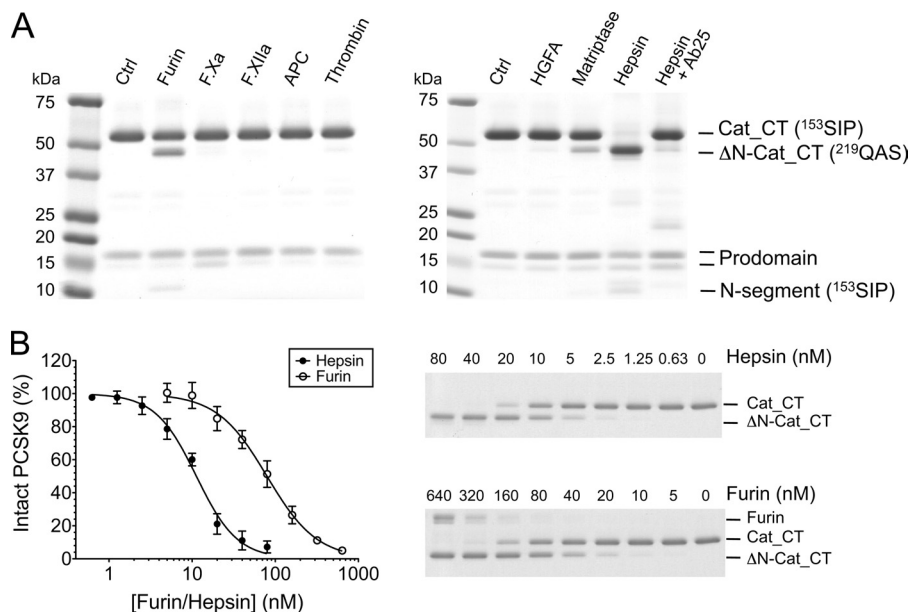 A
kDa
Ctrl
Furin
F.Xa
F.XIIa
APC
Thrombin
75
50
37
25
20
15
10
kDa
Ctrl
HGFA
Matriptase
Hepsin
Hepsin
+ Ab25
75
50
37
25
20
15
10
Cat_CT (153SIP)
ΔN-Cat_CT (219QAS)
Prodomain
N-segment (153SIP)
B
Intact PCSK9 (%)
120
100
80
60
40
20
0
Hepsin
Furin
1 10 100 1000
[Furin/Hepsin] (nM)
80 40 20 10 5 2.5 1.25 0.63 0 Hepsin (nM)
Cat_CT
ΔN-Cat_CT
640 320 160 80 40 20 10 5 0 Furin (nM)
Furin
Cat_CT
ΔN-Cat_CT